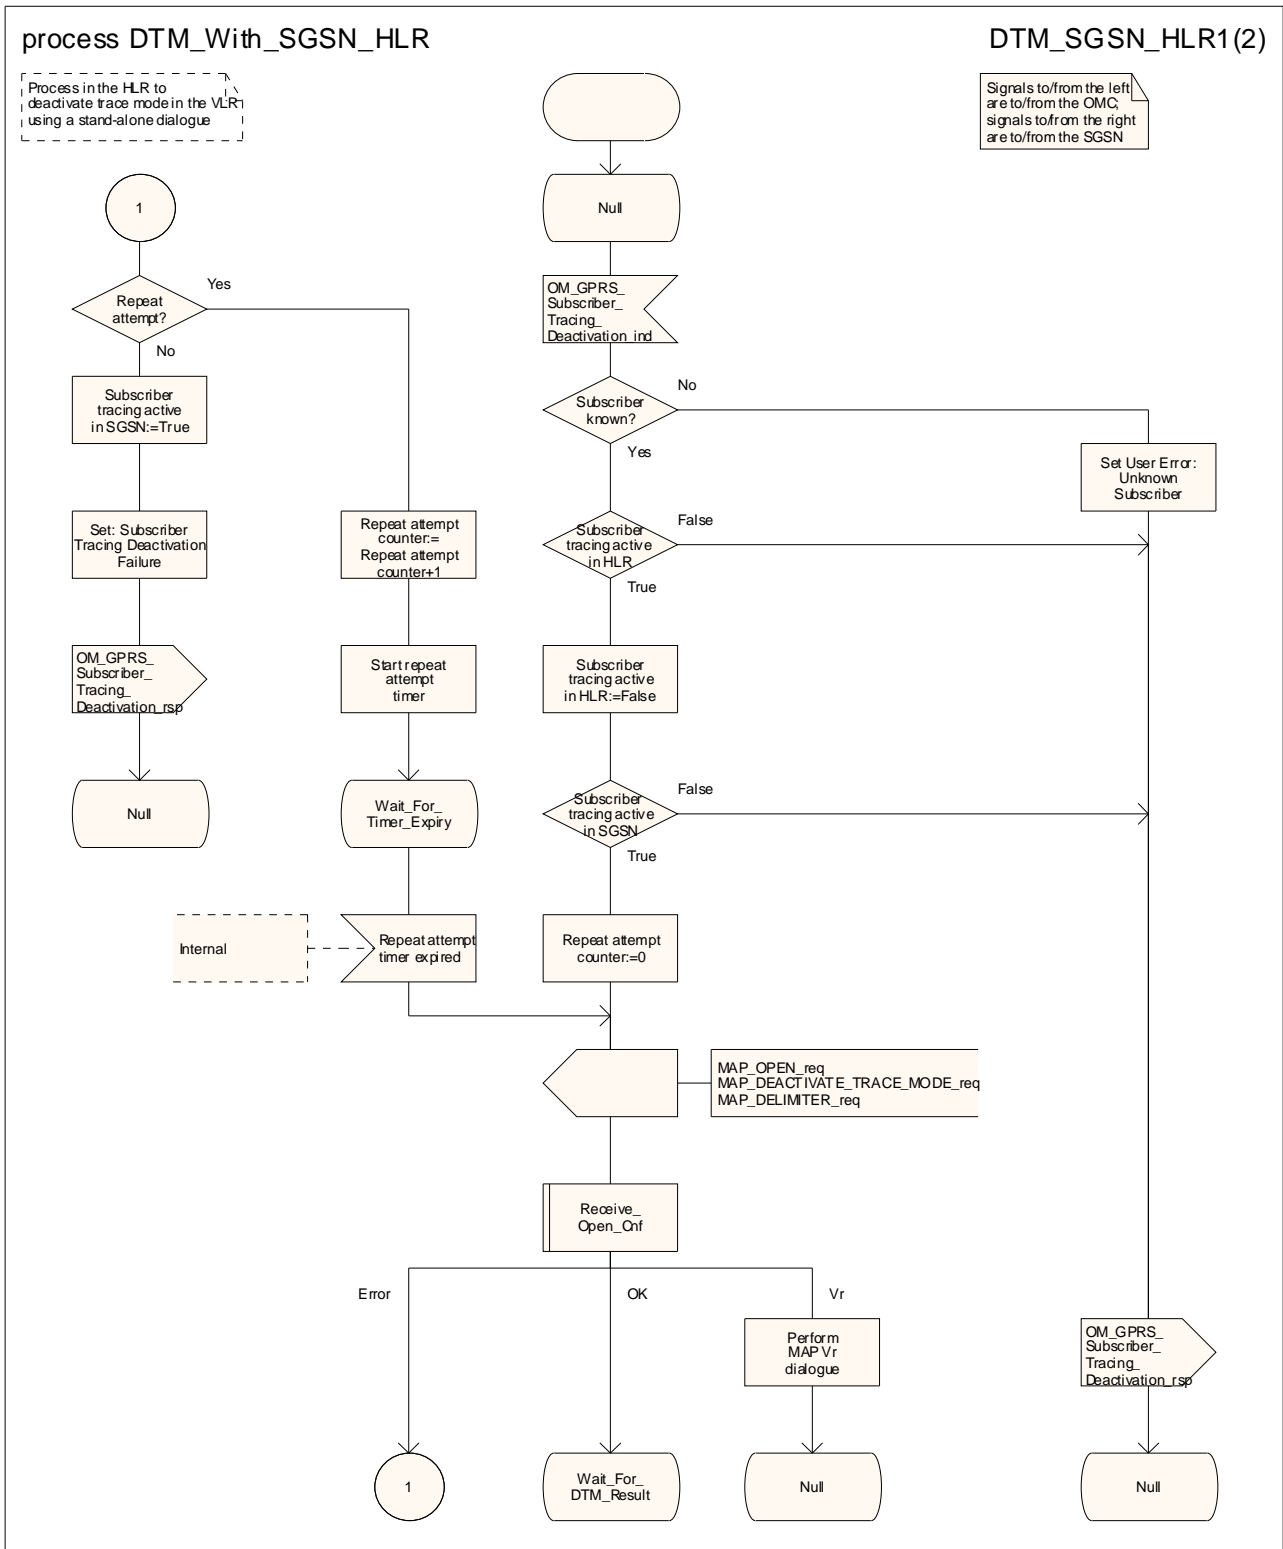 process DTM_With_SGSN_HLR
DTM_SGSN_HLR1(2)
Process in the HLR to
deactivate trace mode in the VLR
using a stand-alone dialogue
Signals to/from the left
are to/from the OMC;
signals to/from the right
are to/from the SGSN
1
Null
Repeat
attempt?
Yes
No
OM_GPRS_
Subscriber_
Tracing_
Deactivation_ind
Subscriber
tracing active
in SGSN:=True
Subscriber
known?
No
Yes
Set User Error:
Unknown
Subscriber
Set: Subscriber
Tracing Deactivation
Failure
Repeat attempt
counter:=
Repeat attempt
counter+1
Subscriber
tracing active
in HLR
False
True
OM_GPRS_
Subscriber_
Tracing_
Deactivation_rsp
Start repeat
attempt
timer
Subscriber
tracing active
in HLR:=False
Null
Wait_For_
Timer_Expiry
Subscriber
tracing active
in SGSN
False
True
Internal
Repeat attempt
timer expired
Repeat attempt
counter:=0
MAP_OPEN_req
MAP_DEACTIVATE_TRACE_MODE_req
MAP_DELIMITER_req
Receive_
Open_Cnf
Error
OK
Vr
Perform
MAP Vr
dialogue
OM_GPRS_
Subscriber_
Tracing_
Deactivation_rsp
1
Wait_For_
DTM_Result
Null
Null